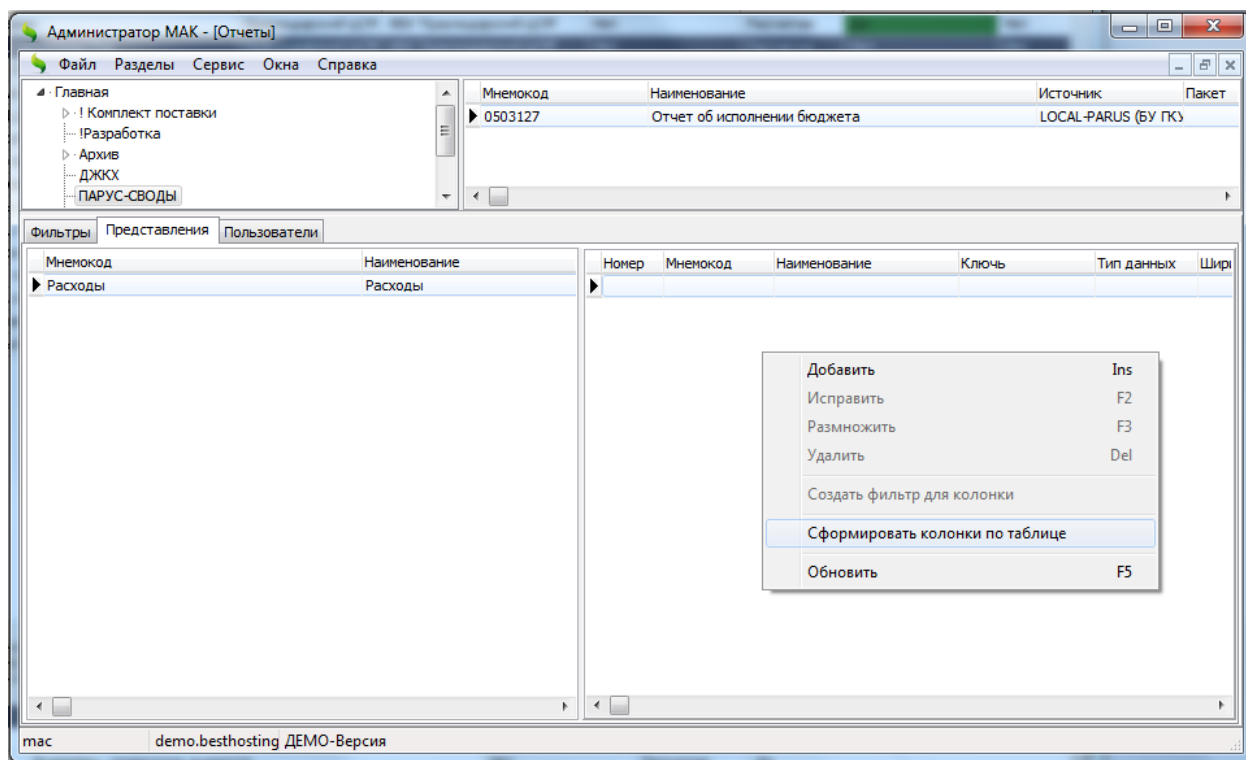 Администратор МАК - [Отчеты]
Файл Разделы Сервис Окна Справка
Главная
! Комплект поставки
!Разработка
Архив
ДЖКХ
ПАРУС-СВОДЫ
Мнемокод Наименование Источник Пакет
0503127 Отчет об исполнении бюджета LOCAL-PARUS (БУ ГКУ
Фильтры Представления Пользователи
Мнемокод Наименование
Расходы Расходы
Номер Мнемокод Наименование Ключь Тип данных Шири
Добавить Ins
Исправить F2
Размножить F3
Удалить Del
Создать фильтр для колонки
Сформировать колонки по таблице
Обновить F5
mac demo.besthosting ДЕМО-Версия